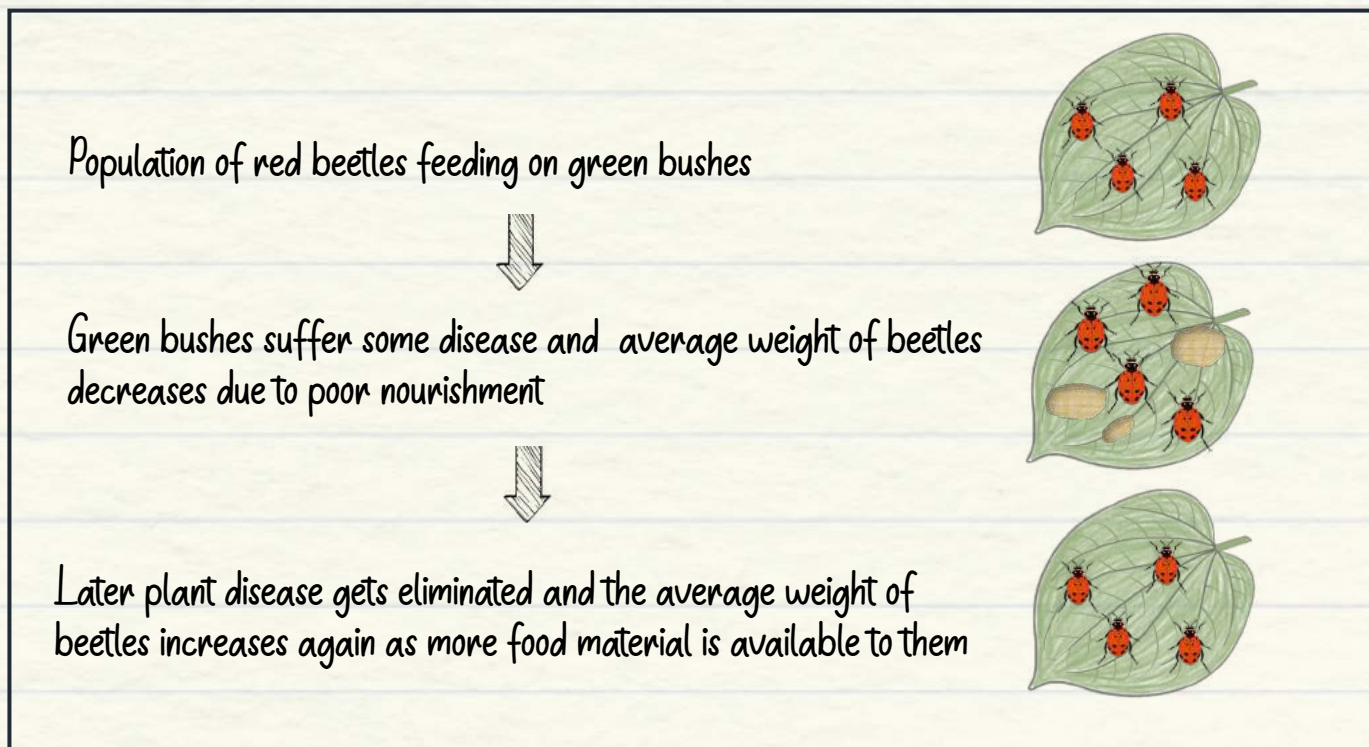 Population of red beetles feeding on green bushes
Green bushes suffer some disease and average weight of beetles
decreases due to poor nourishment
Later plant disease gets eliminated and the average weight of
beetles increases again as more food material is available to them